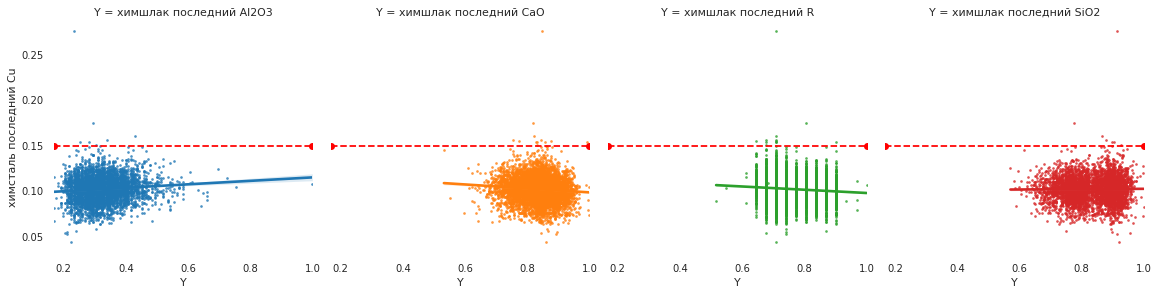 Y = химшлак последний Al2O3
Y = химшлак последний CaO
Y = химшлак последний R
Y = химшлак последний SiO2
химсталь последний Cu
0.25
0.20
0.15
0.10
0.05
0.2 0.4 0.6 0.8 1.0
0.2 0.4 0.6 0.8 1.0
0.2 0.4 0.6 0.8 1.0
0.2 0.4 0.6 0.8 1.0
Y
Y
Y
Y